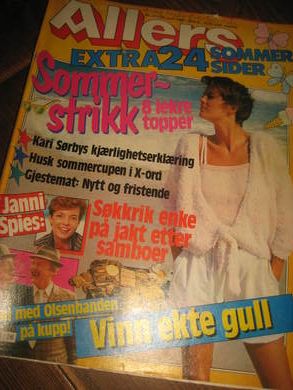 Allers
EXTRA 24 SOMMER
SIDER
Sommer-
strikk
8 lekre
topper
Kari Sørbys kjærlighetserklæring
Husk sommercupen i X-ord
Gjestemat: Nytt og fristende
Janni
Spies:
Søkkrik enke
på jakt etter
samboer
med Olsenbanden
på kupp!
Vinn ekte gull